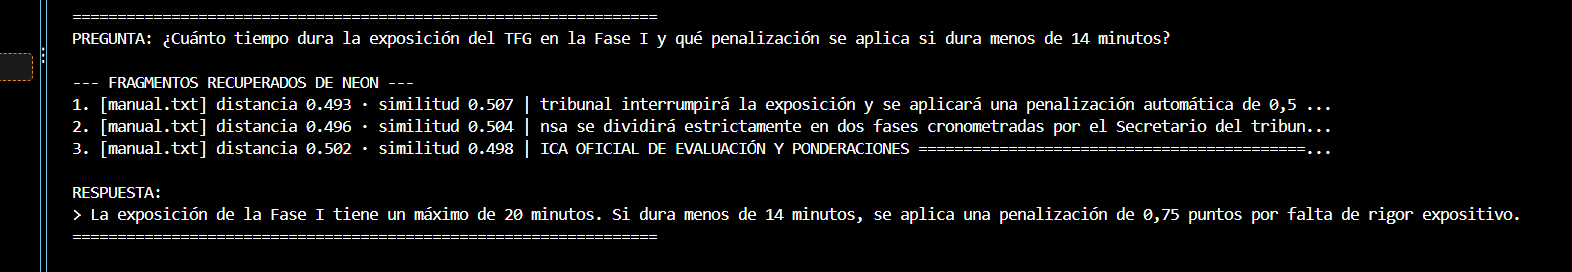 =================================================================
PREGUNTA: ¿Cuánto tiempo dura la exposición del TFG en la Fase I y qué penalización se aplica si dura menos de 14 minutos?
--- FRAGMENTOS RECUPERADOS DE NEON ---
1. [manual.txt] distancia 0.493 · similitud 0.507 | tribunal interrumpirá la exposición y se aplicará una penalización automática de 0,5 ...
2. [manual.txt] distancia 0.496 · similitud 0.504 | nsa se dividirá estrictamente en dos fases cronometradas por el Secretario del tribun...
3. [manual.txt] distancia 0.502 · similitud 0.498 | ICA OFICIAL DE EVALUACIÓN Y PONDERACIONES ===========================================...
RESPUESTA:
> La exposición de la Fase I tiene un máximo de 20 minutos. Si dura menos de 14 minutos, se aplica una penalización de 0,75 puntos por falta de rigor expositivo.
=================================================================